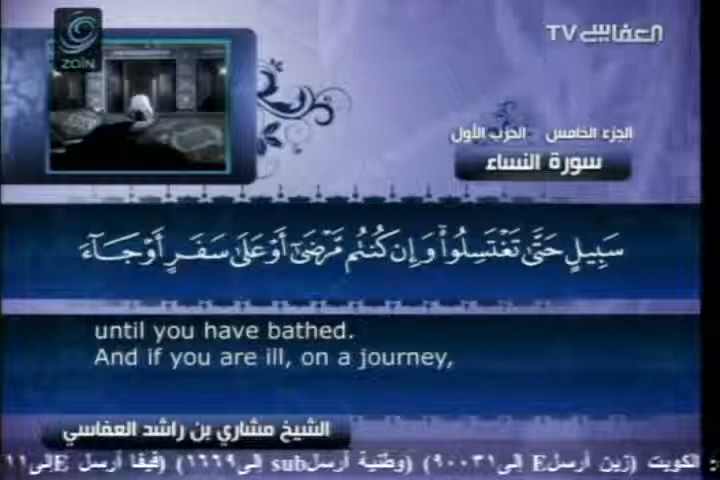 zain
العفاسي TV
الجزء الخامس الحزب الأول
سورة النساء
سَبِيلٍ حَتَّىٰ تَغْتَسِلُوا۟ وَإِن كُنتُم مَّرْضَىٰٓ أَوْ عَلَىٰ سَفَرٍ أَوْ جَآءَ
until you have bathed.
And if you are ill, on a journey,
الشيخ مشاري بن راشد العفاسي
: الكويت (زين أرسل E إلى ٩٠٠٣١) (وطنية أرسل sub إلى ١٦٦٩) (فيفا أرسل E إلى ١١